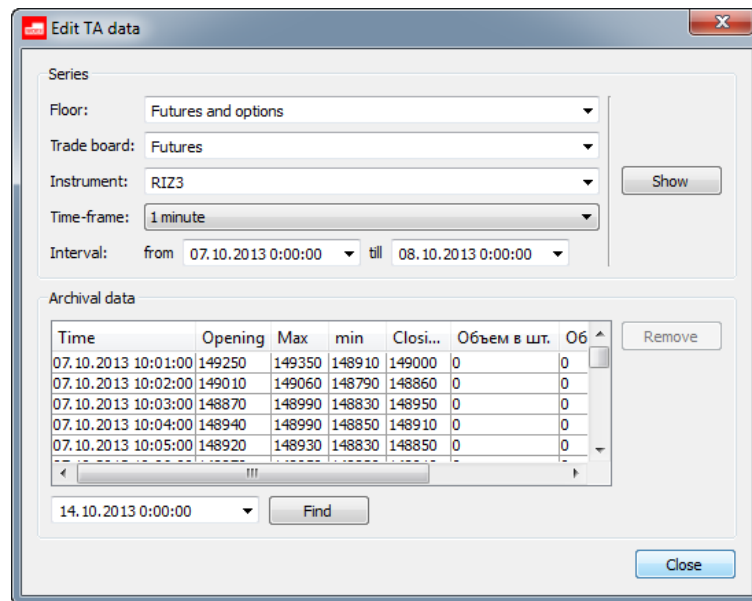 Edit TA data
Series
Floor: Futures and options
Trade board: Futures
Instrument: RIZ3 Show
Time-frame: 1 minute
Interval: from 07.10.2013 0:00:00 till 08.10.2013 0:00:00
Archival data
Time Opening Max min Closi... Объем в шт. Об Remove
07.10.2013 10:01:00 149250 149350 148910 149000 0 0
07.10.2013 10:02:00 149010 149060 148790 148860 0 0
07.10.2013 10:03:00 148870 148990 148830 148950 0 0
07.10.2013 10:04:00 148940 148990 148850 148910 0 0
07.10.2013 10:05:00 148920 148930 148830 148850 0 0
14.10.2013 0:00:00 Find
Close